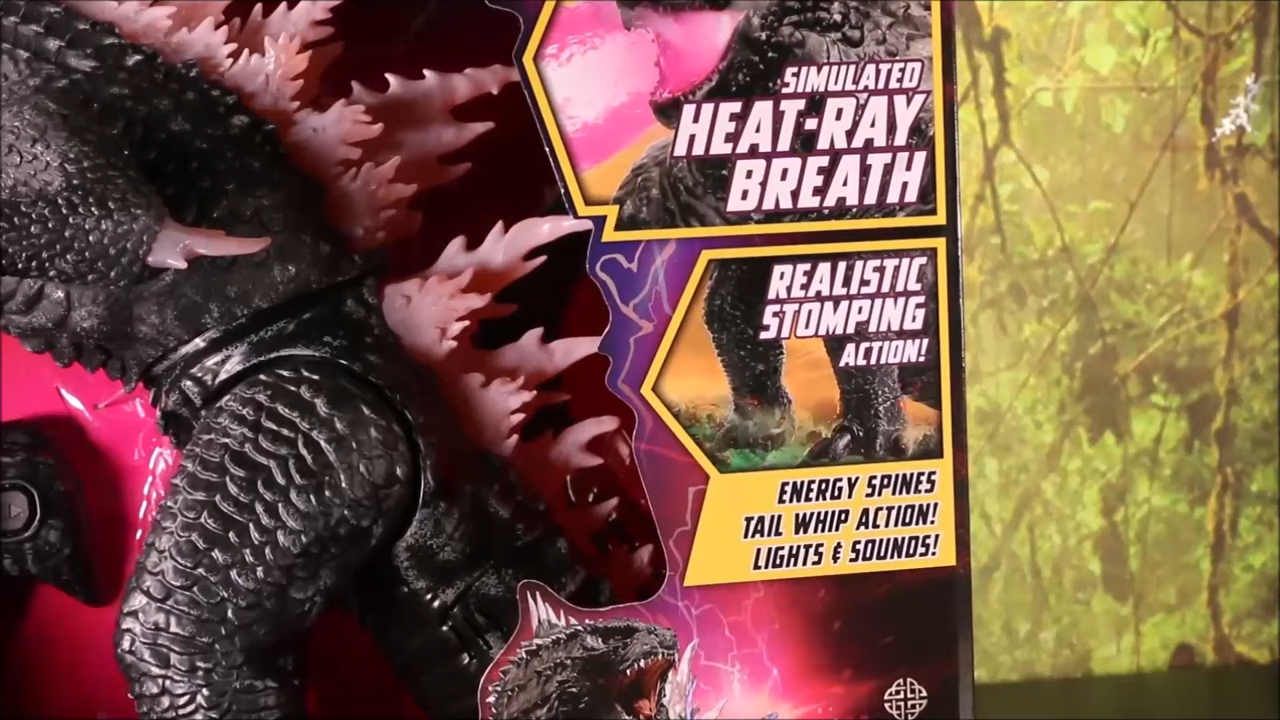 SIMULATED
HEAT-RAY
BREATH
REALISTIC
STOMPING
ACTION!
ENERGY SPINES
TAIL WHIP ACTION!
LIGHTS & SOUNDS!